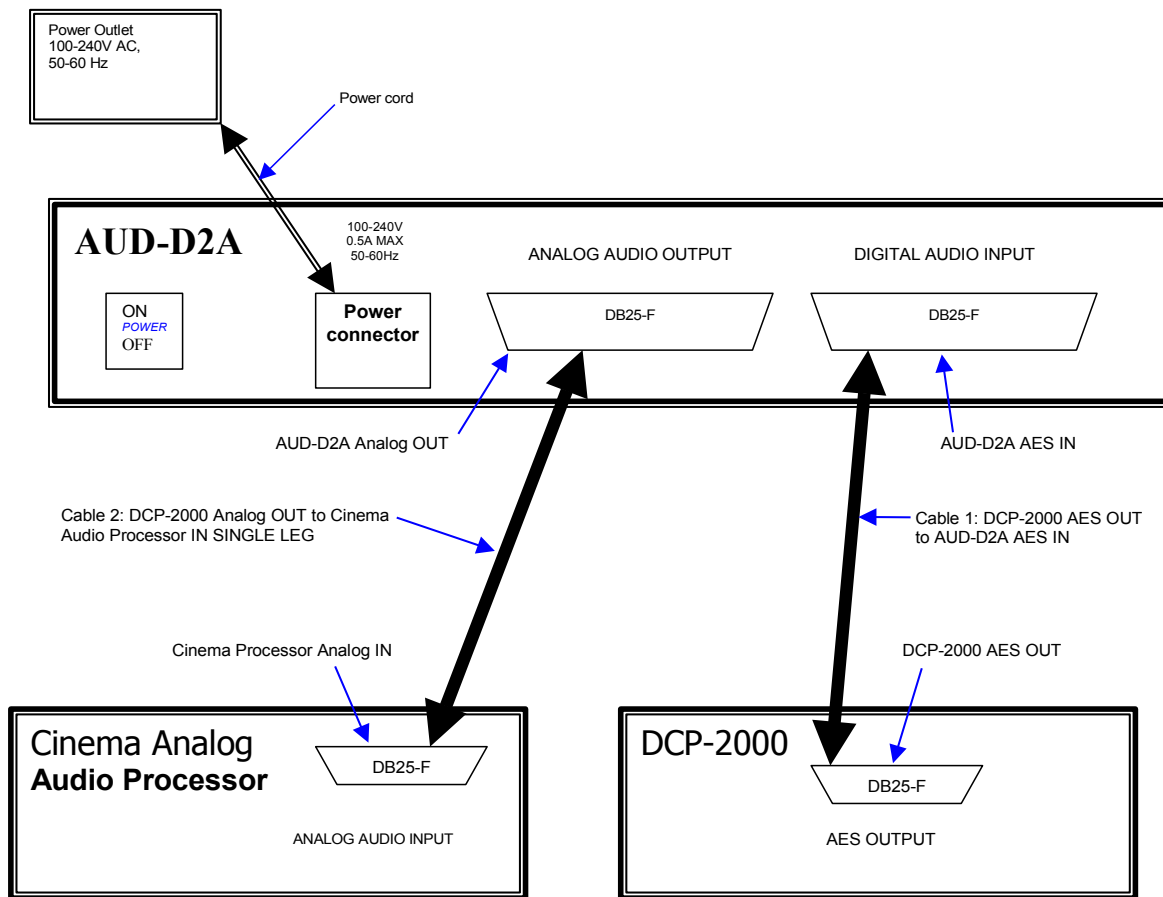 Power Outlet
100-240V AC,
50-60 Hz
Power cord
AUD-D2A
100-240V
0.5A MAX
50-60Hz
ANALOG AUDIO OUTPUT
DIGITAL AUDIO INPUT
ON
POWER
OFF
Power
connector
DB25-F
DB25-F
AUD-D2A Analog OUT
AUD-D2A AES IN
Cable 2: DCP-2000 Analog OUT to Cinema
Audio Processor IN SINGLE LEG
Cable 1: DCP-2000 AES OUT
to AUD-D2A AES IN
Cinema Processor Analog IN
DCP-2000 AES OUT
Cinema Analog
Audio Processor
DB25-F
ANALOG AUDIO INPUT
DCP-2000
DB25-F
AES OUTPUT